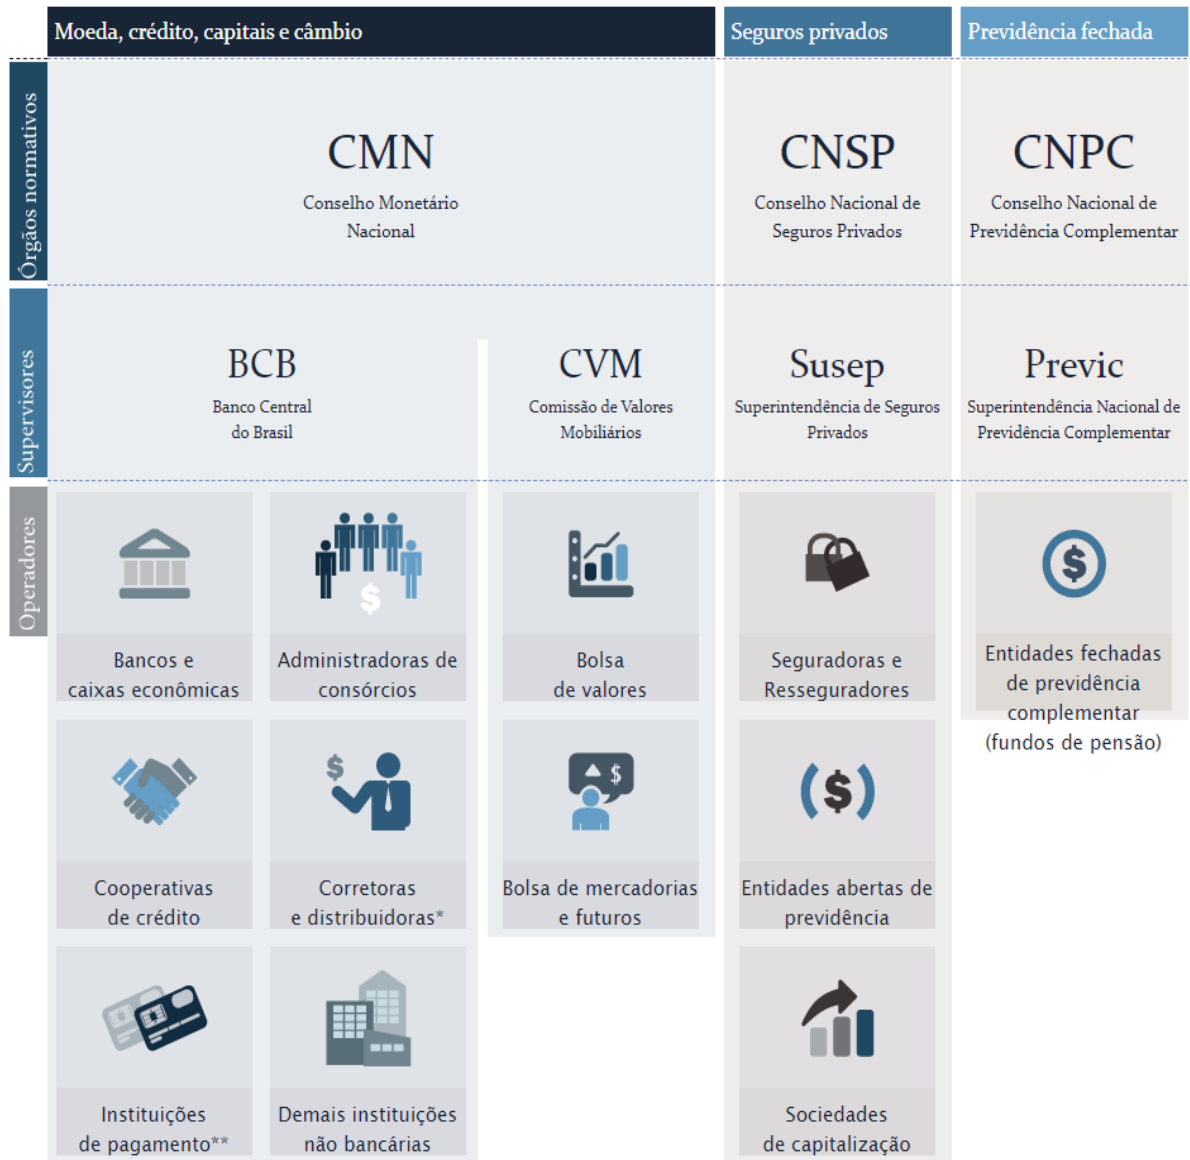 Moeda, crédito, capitais e câmbio
Seguros privados
Previdência fechada
Órgãos normativos
CMN
Conselho Monetário
Nacional
CNSP
Conselho Nacional de
Seguros Privados
CNPC
Conselho Nacional de
Previdência Complementar
Supervisores
BCB
Banco Central
do Brasil
CVM
Comissão de Valores
Mobiliários
Susep
Superintendência de Seguros
Privados
Previc
Superintendência Nacional de
Previdência Complementar
Operadores
Bancos e
caixas econômicas
$
Administradoras de
consórcios
Bolsa
de valores
Seguradoras e
Resseguradores
$
Entidades fechadas
de previdência
complementar
(fundos de pensão)
Cooperativas
de crédito
$
Corretoras
e distribuidoras*
$
Bolsa de mercadorias
e futuros
($)
Entidades abertas de
previdência
Instituições
de pagamento**
Demais instituições
não bancárias
Sociedades
de capitalização